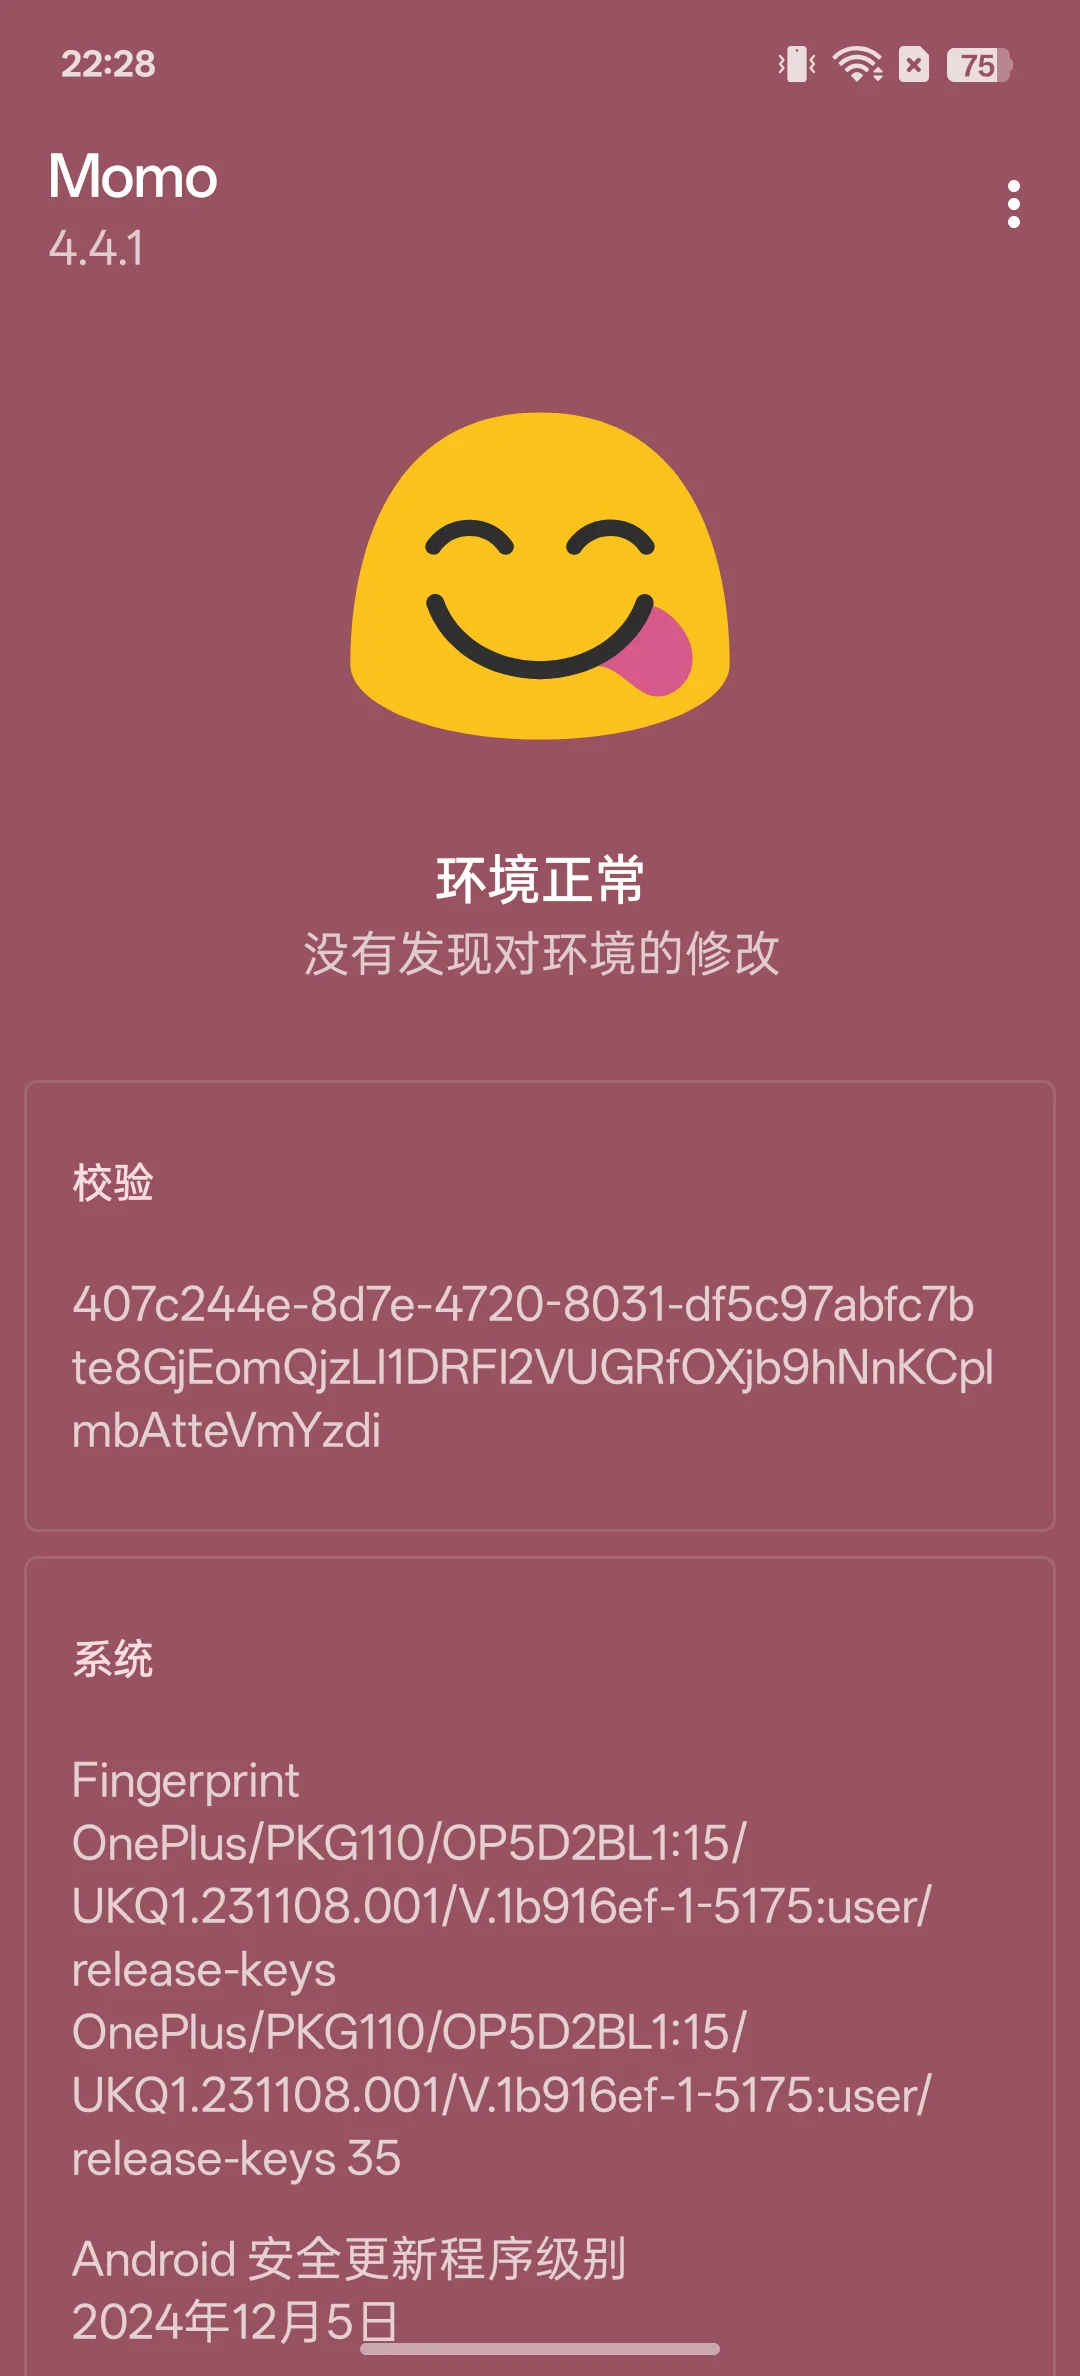 22:28
75
Momo
4.4.1
环境正常
没有发现对环境的修改
校验
407c244e-8d7e-4720-8031-df5c97abfc7b
te8GjEomQjzLl1DRFI2VUGRfOXjb9hNnKCpl
mbAtteVmYzdi
系统
Fingerprint
OnePlus/PKG110/OP5D2BL1:15/
UKQ1.231108.001/V.1b916ef-1-5175:user/
release-keys
OnePlus/PKG110/OP5D2BL1:15/
UKQ1.231108.001/V.1b916ef-1-5175:user/
release-keys 35
Android 安全更新程序级别
2024年12月5日